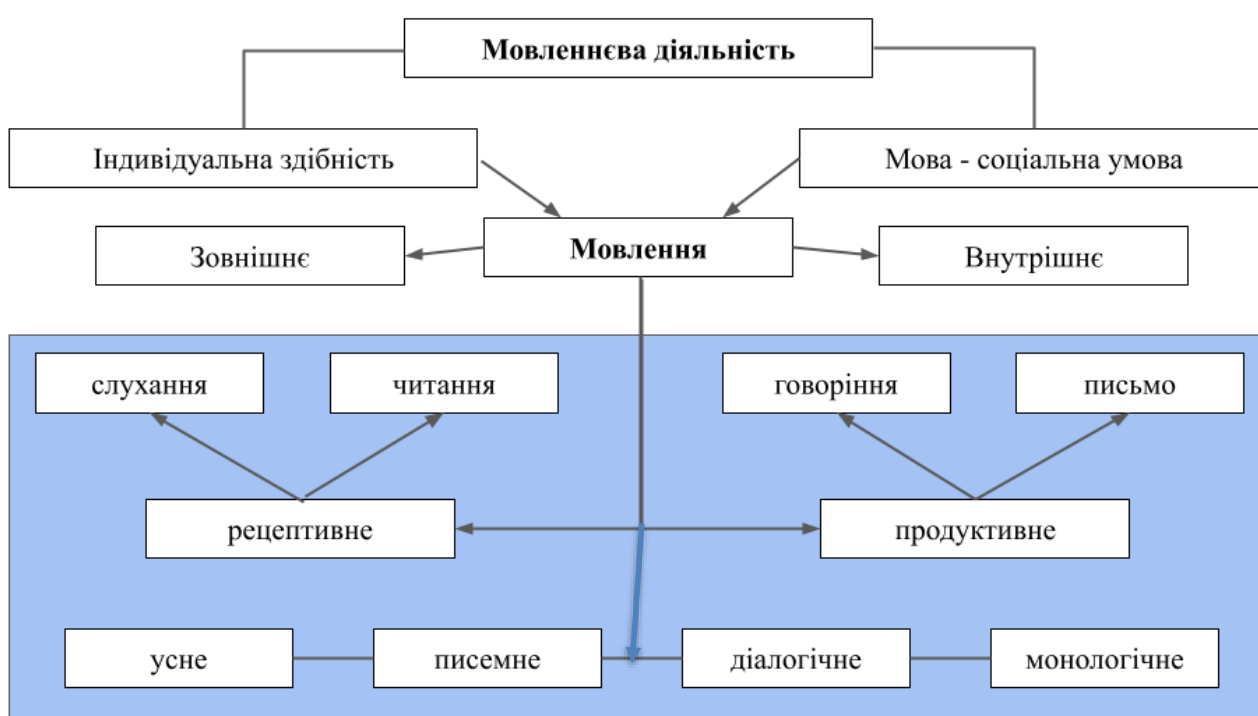 Мовленнєва діяльність
Індивідуальна здібність
Мова - соціальна умова
Мовлення
Зовнішнє
Внутрішнє
слухання
читання
говоріння
письмо
рецептивне
продуктивне
усне
писемне
діалогічне
монологічне